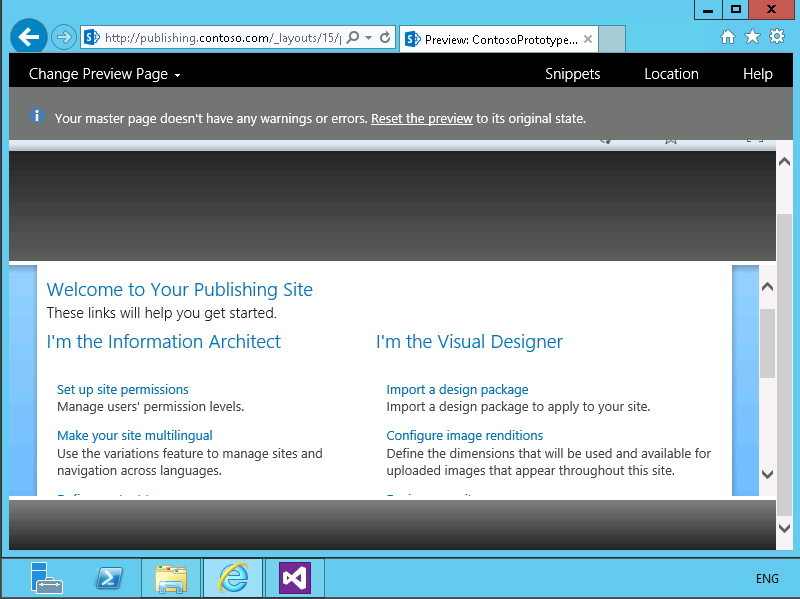 http://publishing.contoso.com/_layouts/15/
Preview: ContosoPrototype...
Change Preview Page
Snippets
Location
Help
Your master page doesn't have any warnings or errors. Reset the preview to its original state.
Welcome to Your Publishing Site
These links will help you get started.
I'm the Information Architect
I'm the Visual Designer
Set up site permissions
Manage users' permission levels.
Import a design package
Import a design package to apply to your site.
Make your site multilingual
Use the variations feature to manage sites and
navigation across languages.
Configure image renditions
Define the dimensions that will be used and available for
uploaded images that appear throughout this site.
ENG